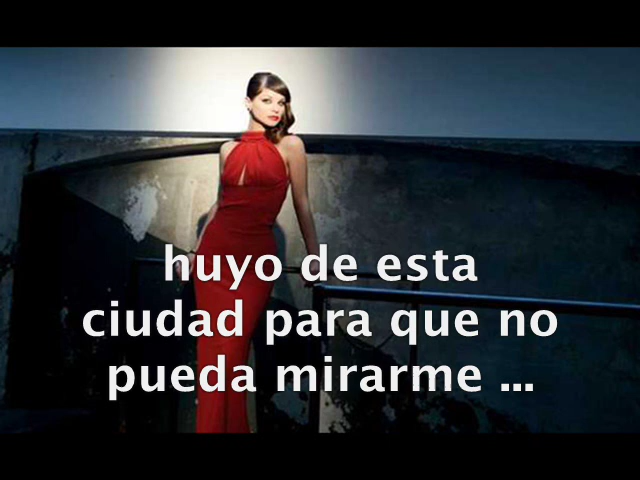 huyo de esta
ciudad para que no
pueda mirarme ...